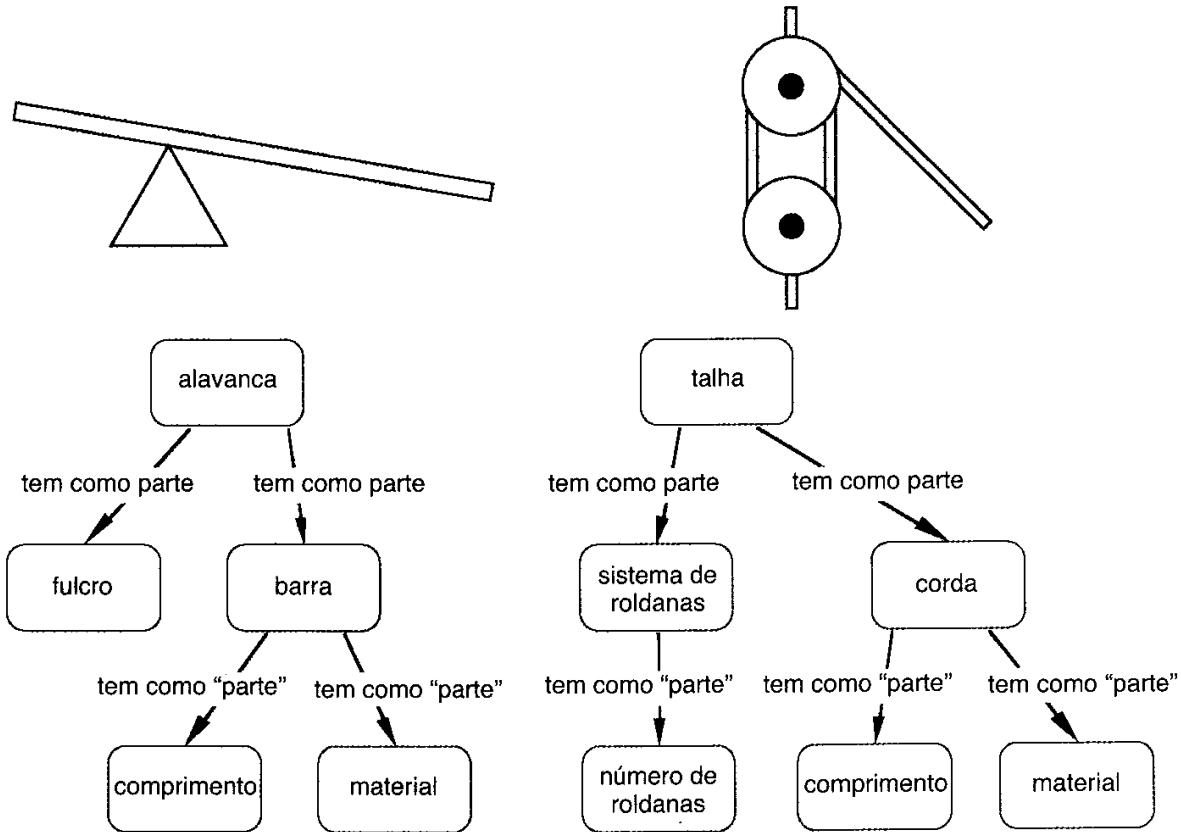 alavanca
talha
tem como parte
tem como parte
tem como parte
tem como parte
fulcro
barra
sistema de
roldanas
corda
tem como “parte”
tem como “parte”
tem como “parte”
tem como “parte”
tem como “parte”
comprimento
material
número de
roldanas
comprimento
material